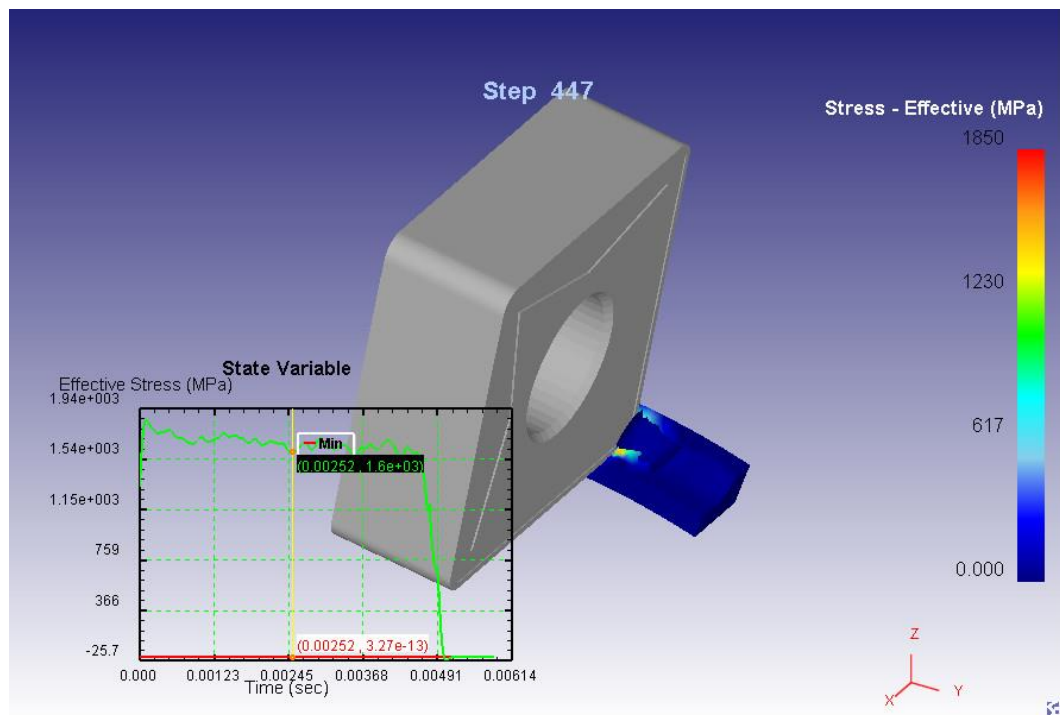 Step 447
Stress - Effective (MPa)
1850
1230
617
0.000
State Variable
Effective Stress (MPa)
1.94e+003
1.54e+003
1.15e+003
759
366
-25.7
Min
(0.00252 , 1.6e+03)
(0.00252 , 3.27e-13)
0.000
0.00123
0.00245
0.00368
0.00491
0.00614
Time (sec)
Z
X
Y